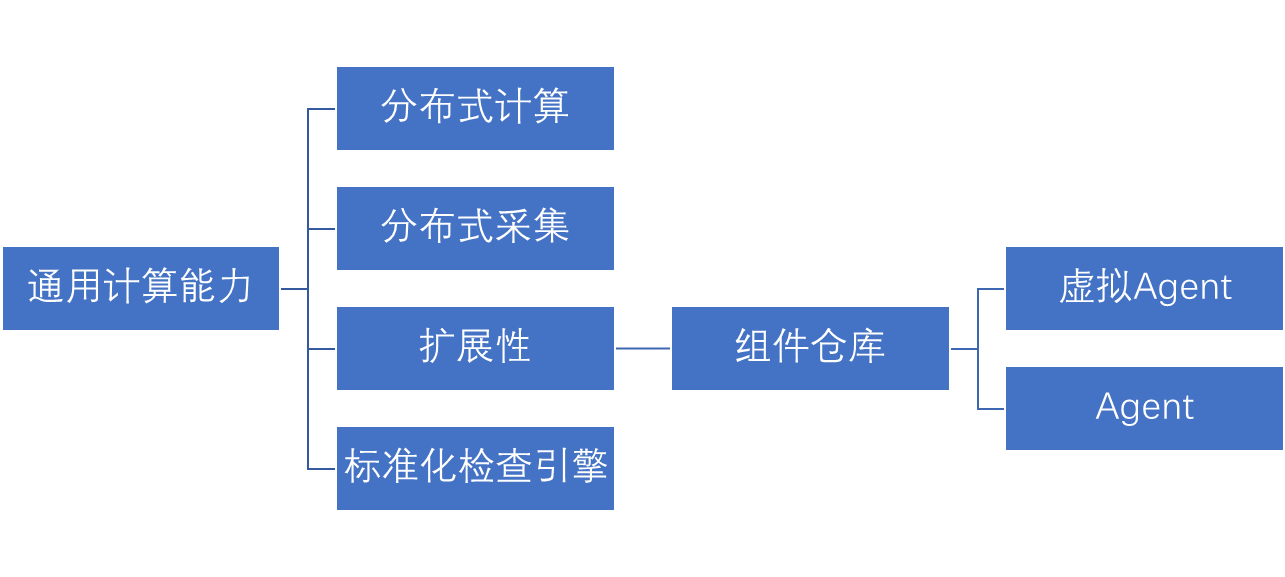 通用计算能力
分布式计算
分布式采集
扩展性
标准化检查引擎
组件仓库
虚拟Agent
Agent